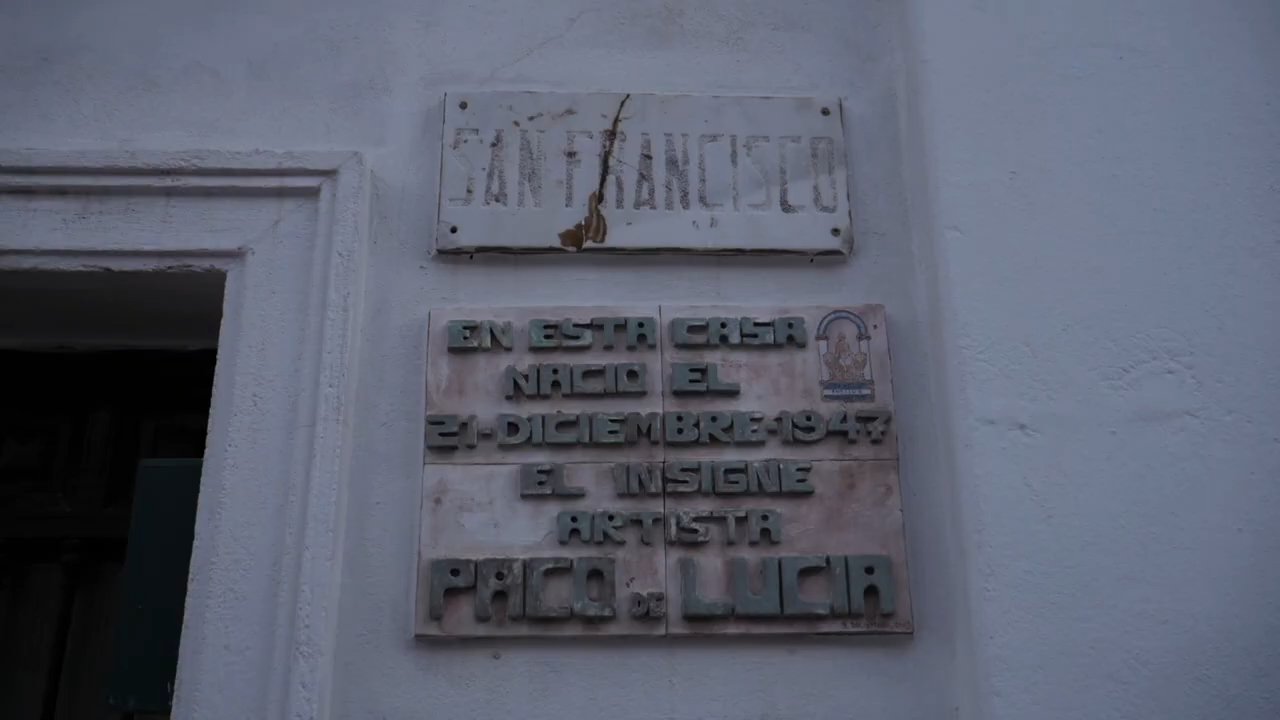 SAN FRANCISCO
EN ESTA CASA
NACIO EL
21-DICIEMBRE-1947
EL INSIGNE
ARTISTA
PACO DE LUCIA